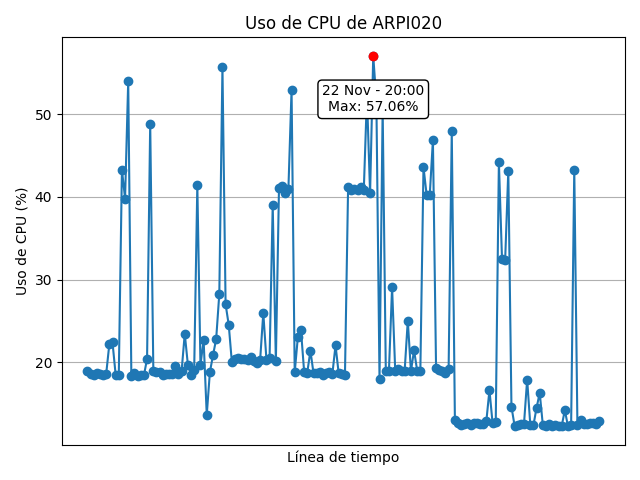 Uso de CPU de ARPI020
22 Nov - 20:00
Max: 57.06%
50
40
30
20
Uso de CPU (%)
Línea de tiempo